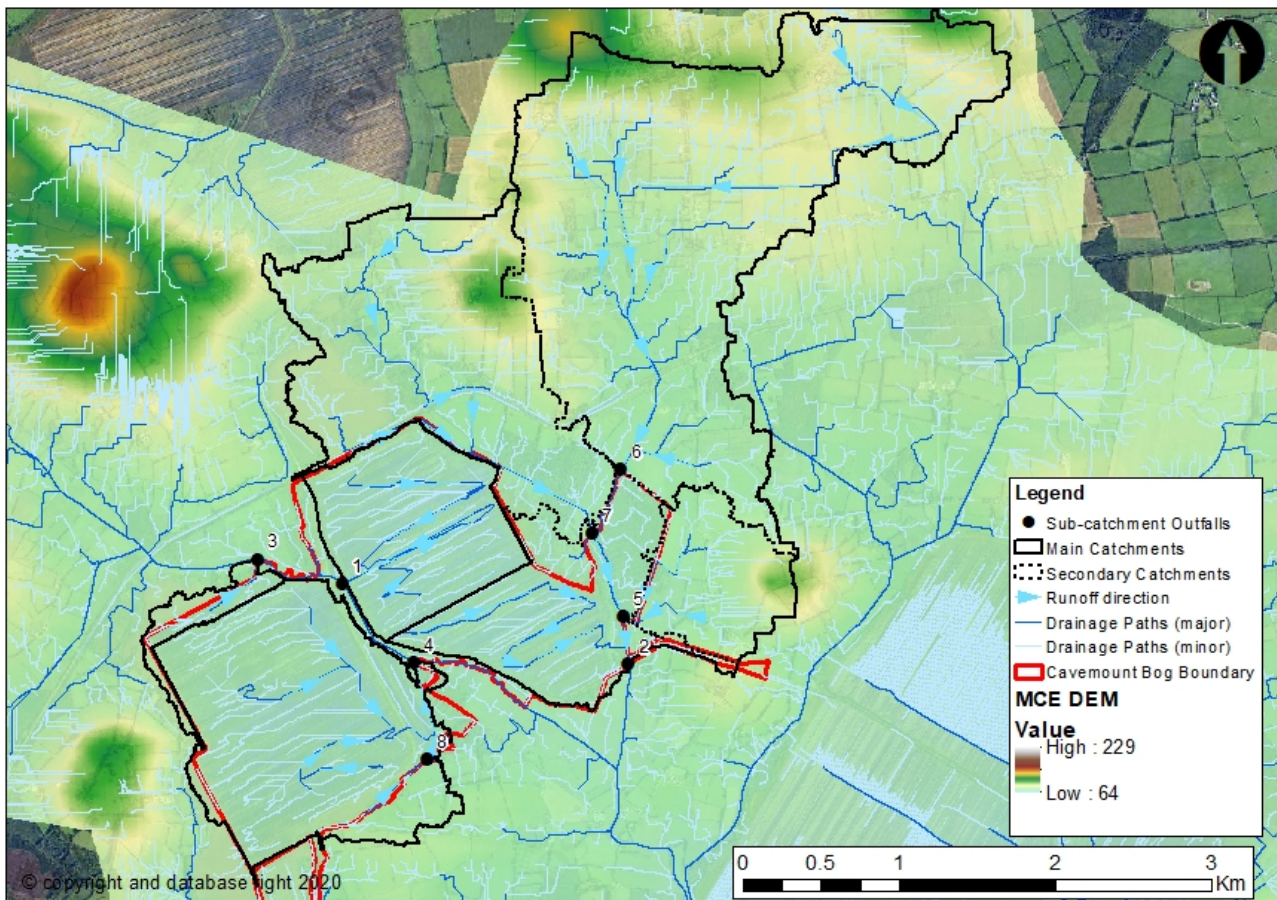 6
7
3
1
5
4
2
8
Legend
Sub-catchment Outfalls
Main Catchments
Secondary Catchments
Runoff direction
Drainage Paths (major)
Drainage Paths (minor)
Cavemount Bog Boundary
MCE DEM
Value
High : 229
Low : 64
0 0.5 1 2 3
Km
© copyright and database right 2020